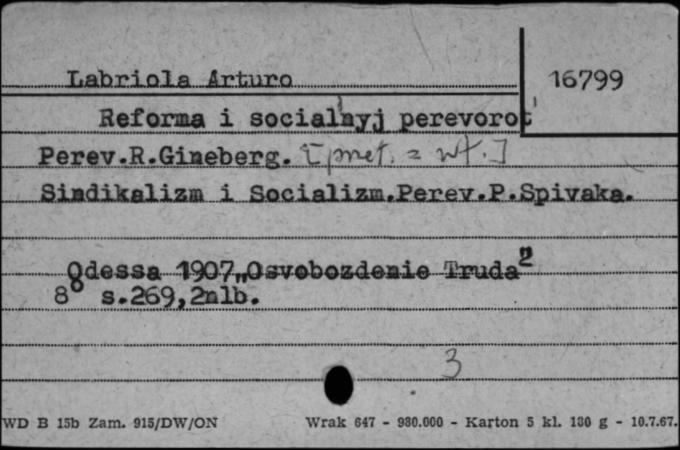 Labriola Arturo
16799
Reforma i social'nyj perevorot'
Perev.R.Gineberg. [pret. = wt.]
Sindikalizm i Socializm.Perev.P.Spivaka.
Odessa 1907„Osvobozdenie Truda"
8° s.269,2nlb.
3
WD B 15b Zam. 915/DW/ON Wrak 647 - 980.000 - Karton 5 kl. 180 g - 10.7.67.